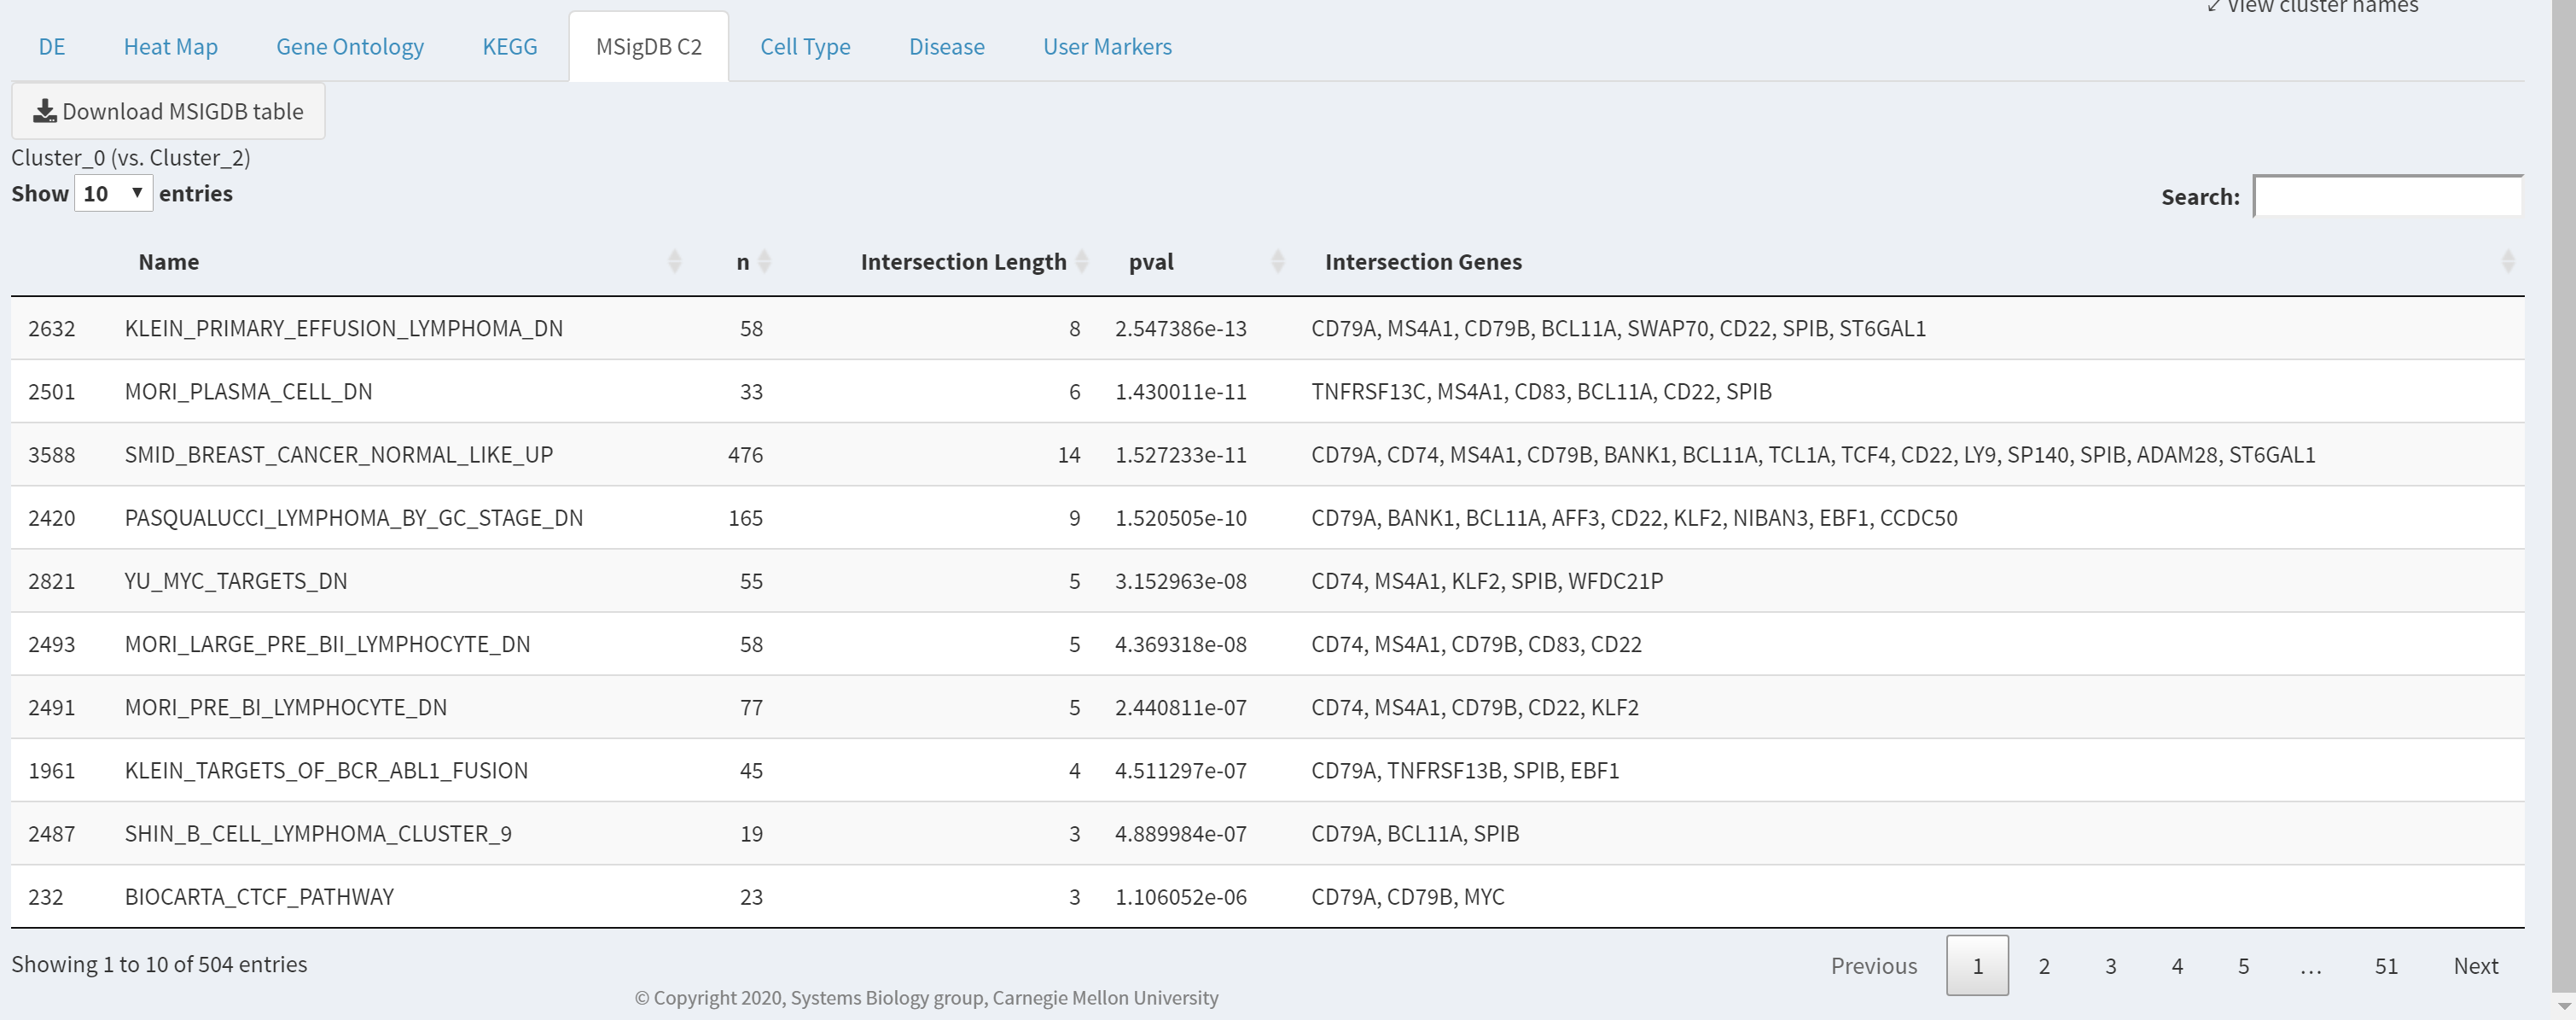 View cluster names
DE Heat Map Gene Ontology KEGG MSigDB C2 Cell Type Disease User Markers
Download MSIGDB table
Cluster_0 (vs. Cluster_2)
Show 10 entries Search:
Name n Intersection Length pval Intersection Genes
2632 KLEIN_PRIMARY_EFFUSION_LYMPHOMA_DN 58 8 2.547386e-13 CD79A, MS4A1, CD79B, BCL11A, SWAP70, CD22, SPIB, ST6GAL1
2501 MORI_PLASMA_CELL_DN 33 6 1.430011e-11 TNFRSF13C, MS4A1, CD83, BCL11A, CD22, SPIB
3588 SMID_BREAST_CANCER_NORMAL_LIKE_UP 476 14 1.527233e-11 CD79A, CD74, MS4A1, CD79B, BANK1, BCL11A, TCL1A, TCF4, CD22, LY9, SP140, SPIB, ADAM28, ST6GAL1
2420 PASQUALUCCI_LYMPHOMA_BY_GC_STAGE_DN 165 9 1.520505e-10 CD79A, BANK1, BCL11A, AFF3, CD22, KLF2, NIBAN3, EBF1, CCDC50
2821 YU_MYC_TARGETS_DN 55 5 3.152963e-08 CD74, MS4A1, KLF2, SPIB, WFDC21P
2493 MORI_LARGE_PRE_BII_LYMPHOCYTE_DN 58 5 4.369318e-08 CD74, MS4A1, CD79B, CD83, CD22
2491 MORI_PRE_BI_LYMPHOCYTE_DN 77 5 2.440811e-07 CD74, MS4A1, CD79B, CD22, KLF2
1961 KLEIN_TARGETS_OF_BCR_ABL1_FUSION 45 4 4.511297e-07 CD79A, TNFRSF13B, SPIB, EBF1
2487 SHIN_B_CELL_LYMPHOMA_CLUSTER_9 19 3 4.889984e-07 CD79A, BCL11A, SPIB
232 BIOCARTA_CTCF_PATHWAY 23 3 1.106052e-06 CD79A, CD79B, MYC
Showing 1 to 10 of 504 entries Previous 1 2 3 4 5 … 51 Next
© Copyright 2020, Systems Biology group, Carnegie Mellon University